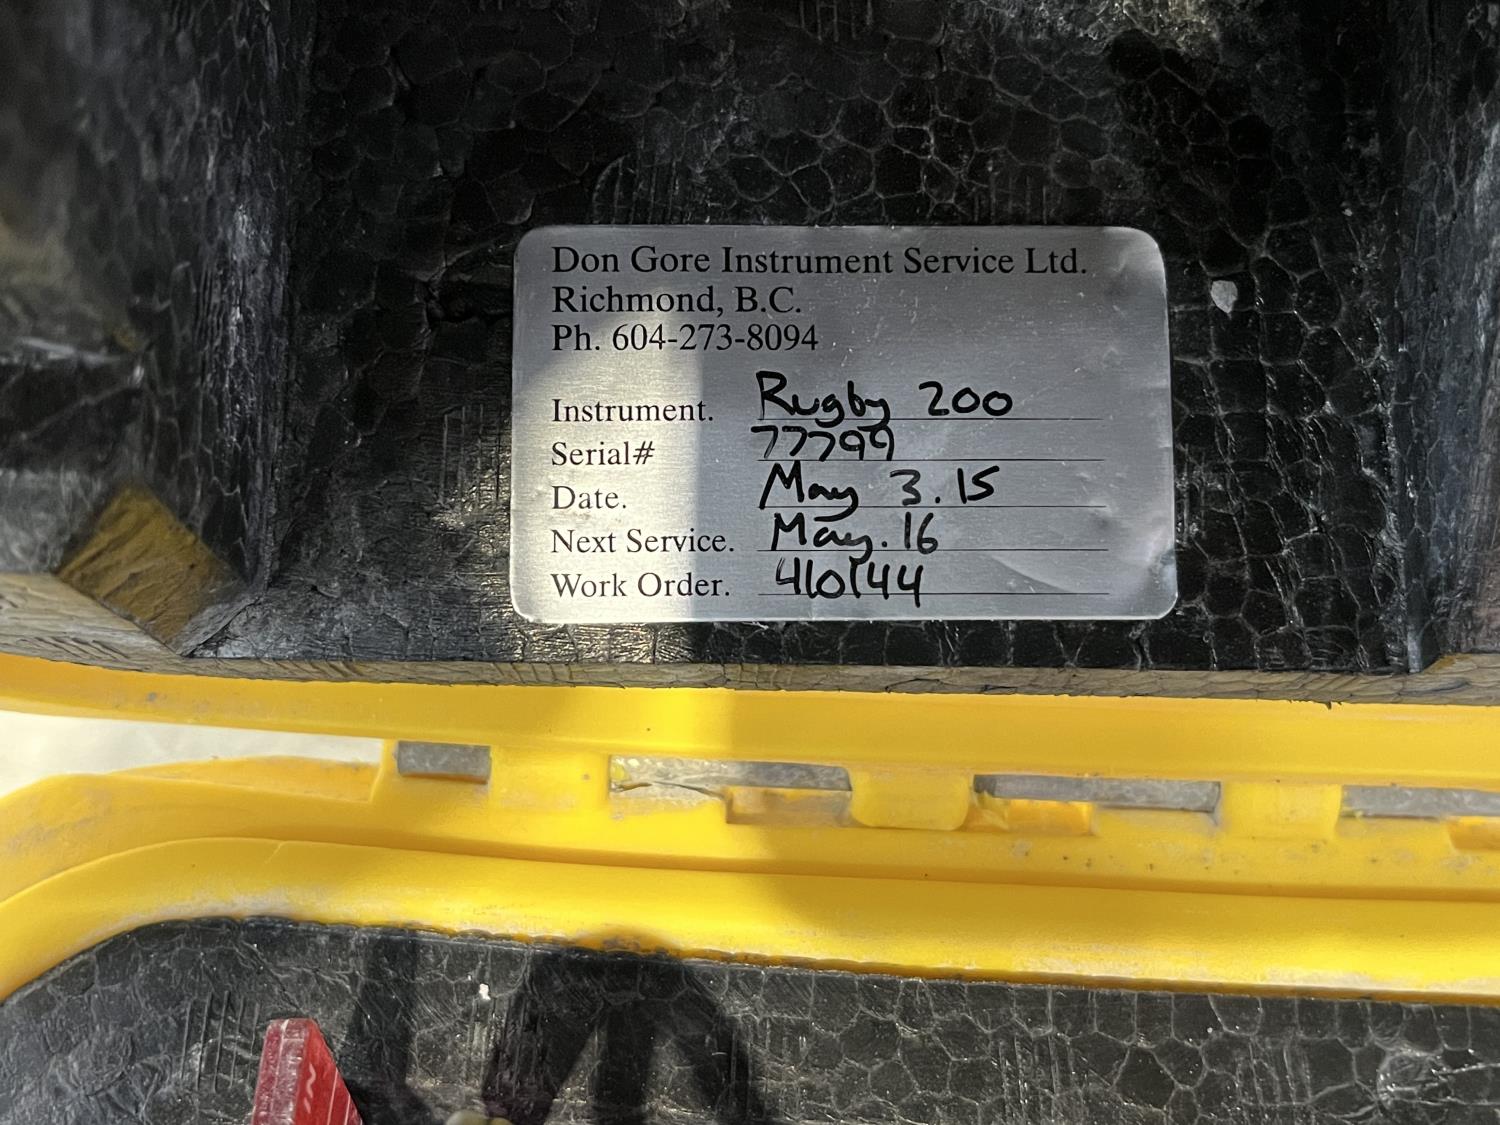 Don Gore Instrument Service Ltd.
Richmond, B.C.
Ph. 604-273-8094
Instrument. Rugby 200
Serial# 77799
Date. May 3.15
Next Service. May.16
Work Order. 410144